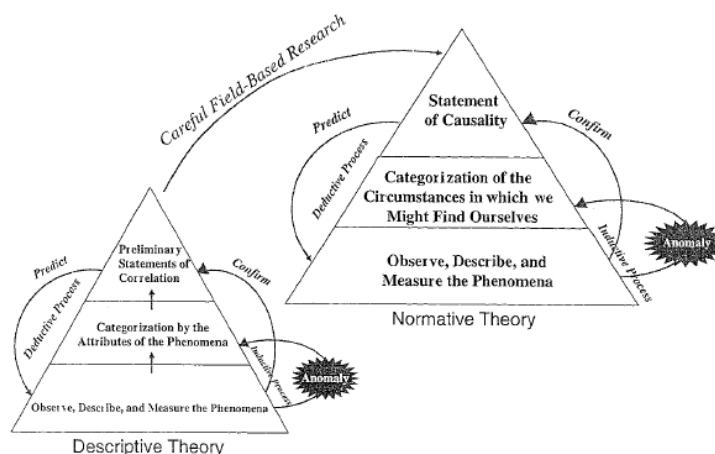 Careful Field-Based Research
Statement
of Causality
Predict
Confirm
Deductive Process
Categorization of the
Circumstances in which we
Might Find Ourselves
Anomaly
Inductive Process
Observe, Describe, and
Measure the Phenomena
Normative Theory
Preliminary
Statements of
Correlation
Predict
Confirm
Deductive Process
Categorization by the
Attributes of the Phenomena
Anomaly
Inductive process
Observe, Describe, and Measure the Phenomena
Descriptive Theory